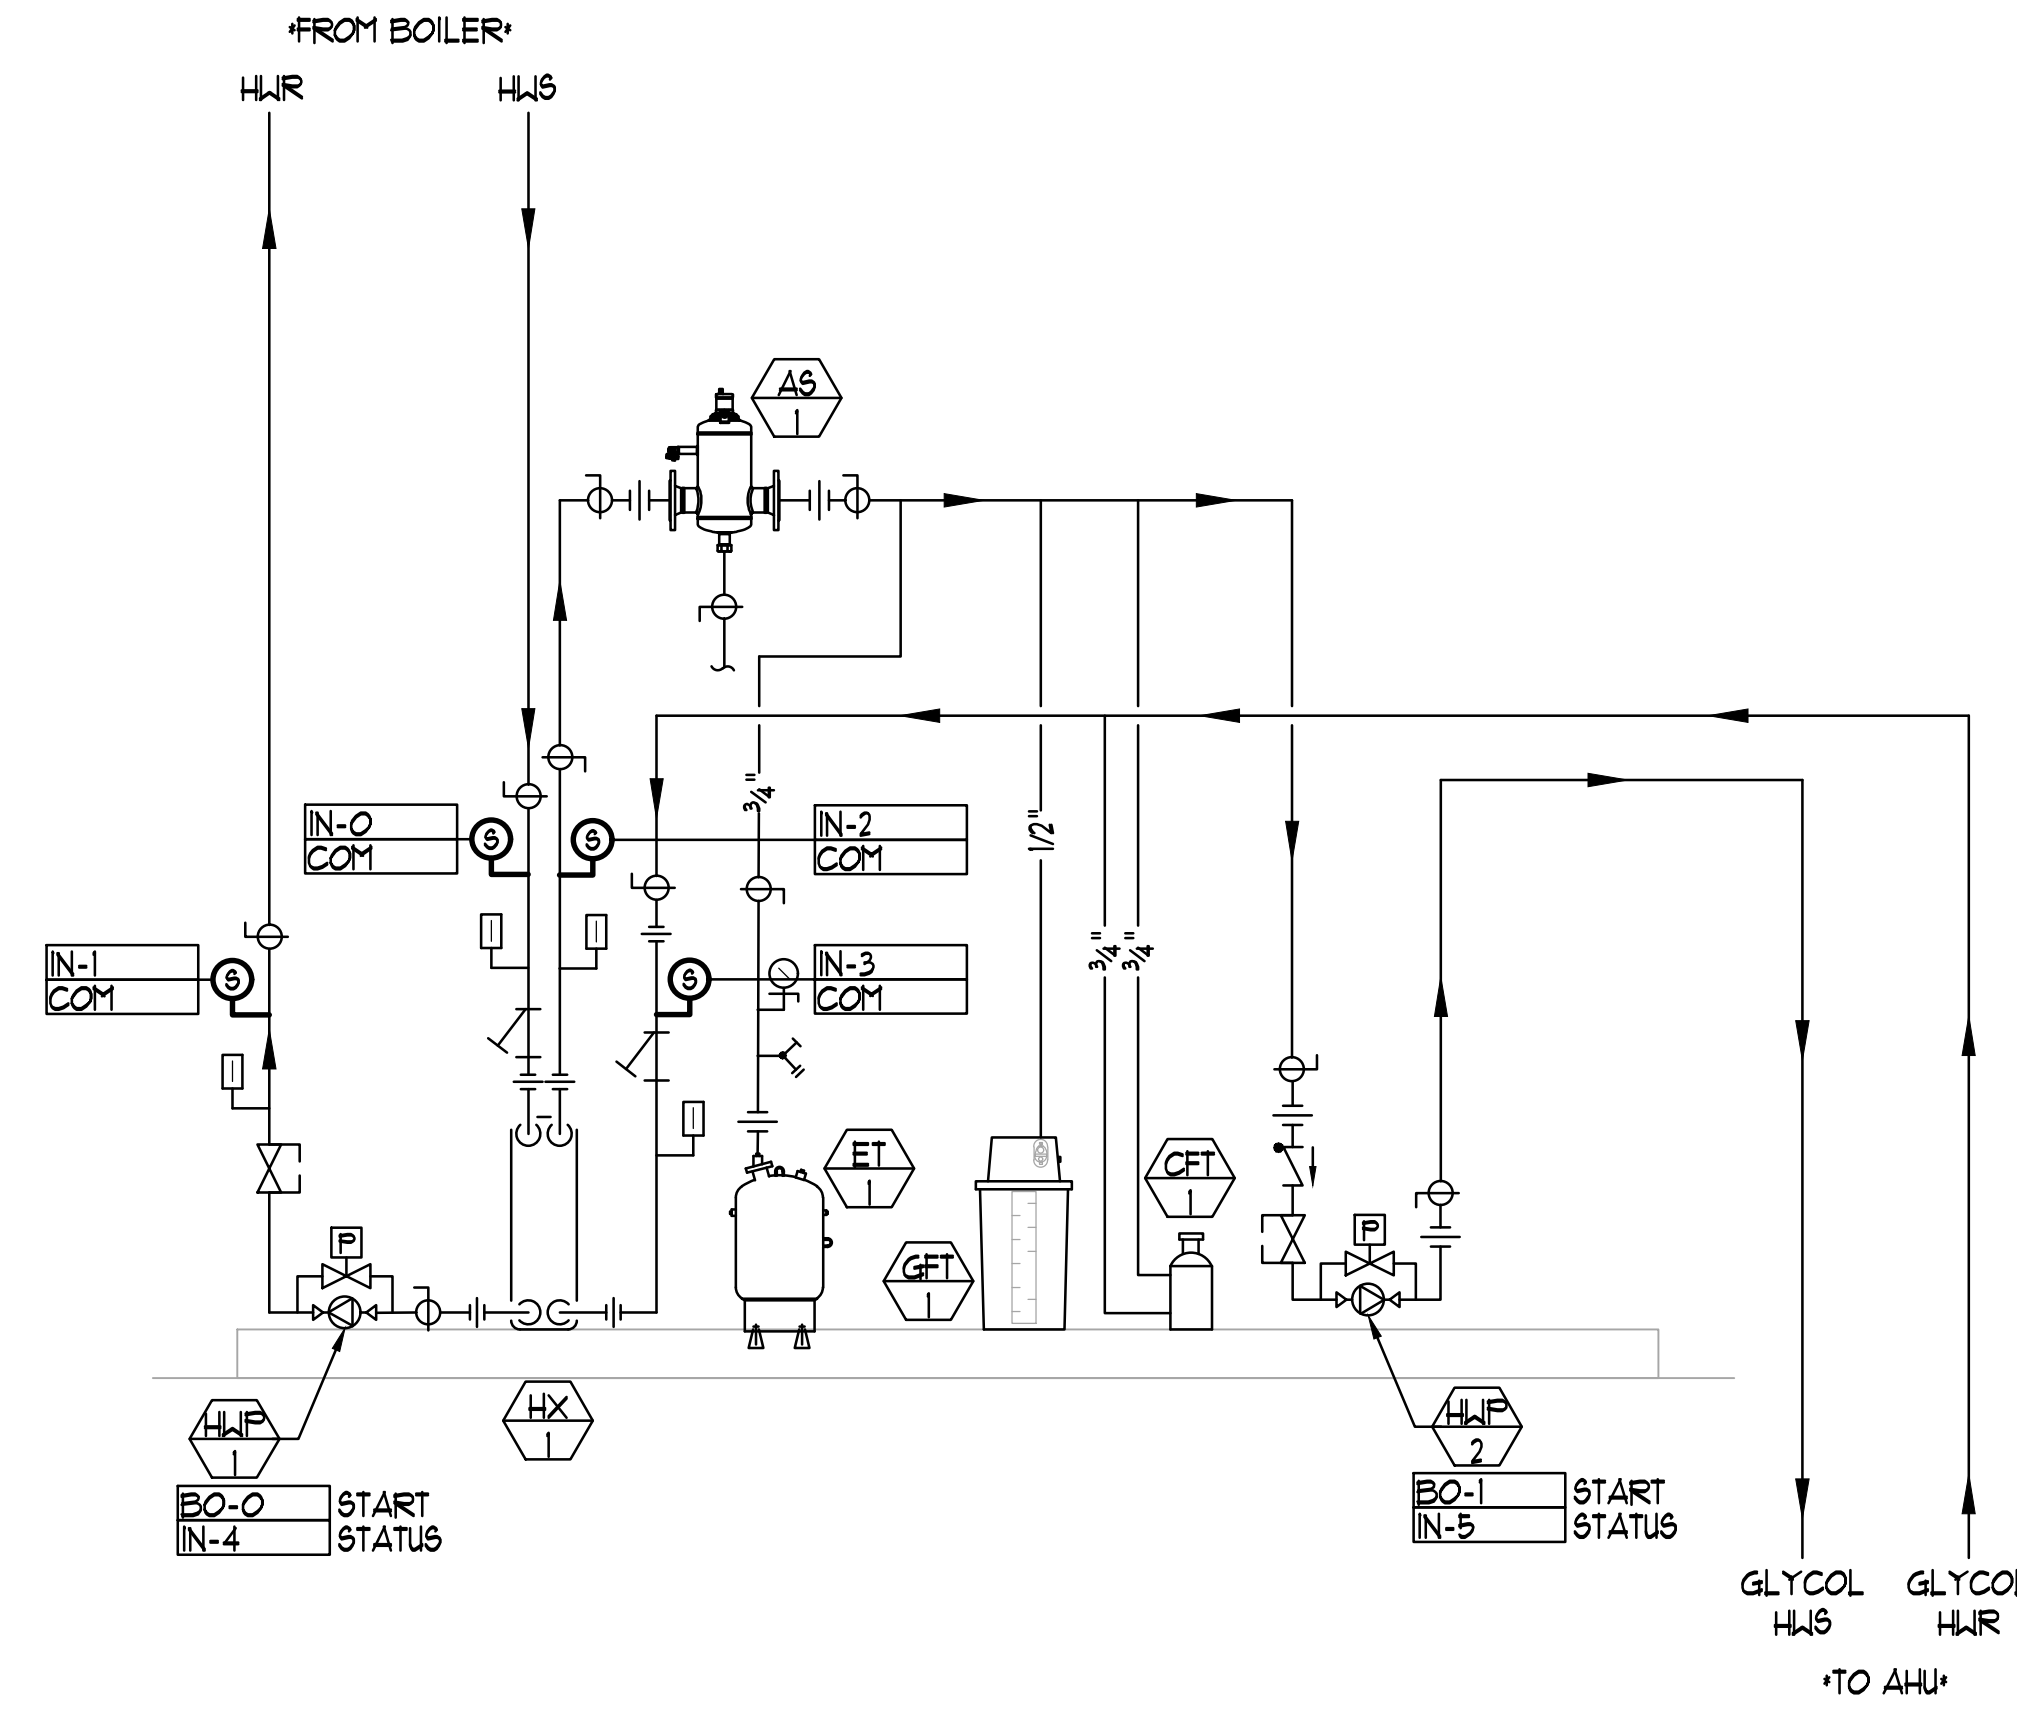 *FROM BOILER*
HWR
HWS
AS
1
3/4"
1/2"
IN-0
COM
S
S
IN-2
COM
3/4"
3/4"
IN-1
COM
S
S
IN-3
COM
ET
1
CFT
1
P
P
GFT
1
HX
1
HWP
1
HWP
2
BO-0 START
IN-4 STATUS
BO-1 START
IN-5 STATUS
GLYCOL
HWS
GLYCOL
HWR
*TO AHU*